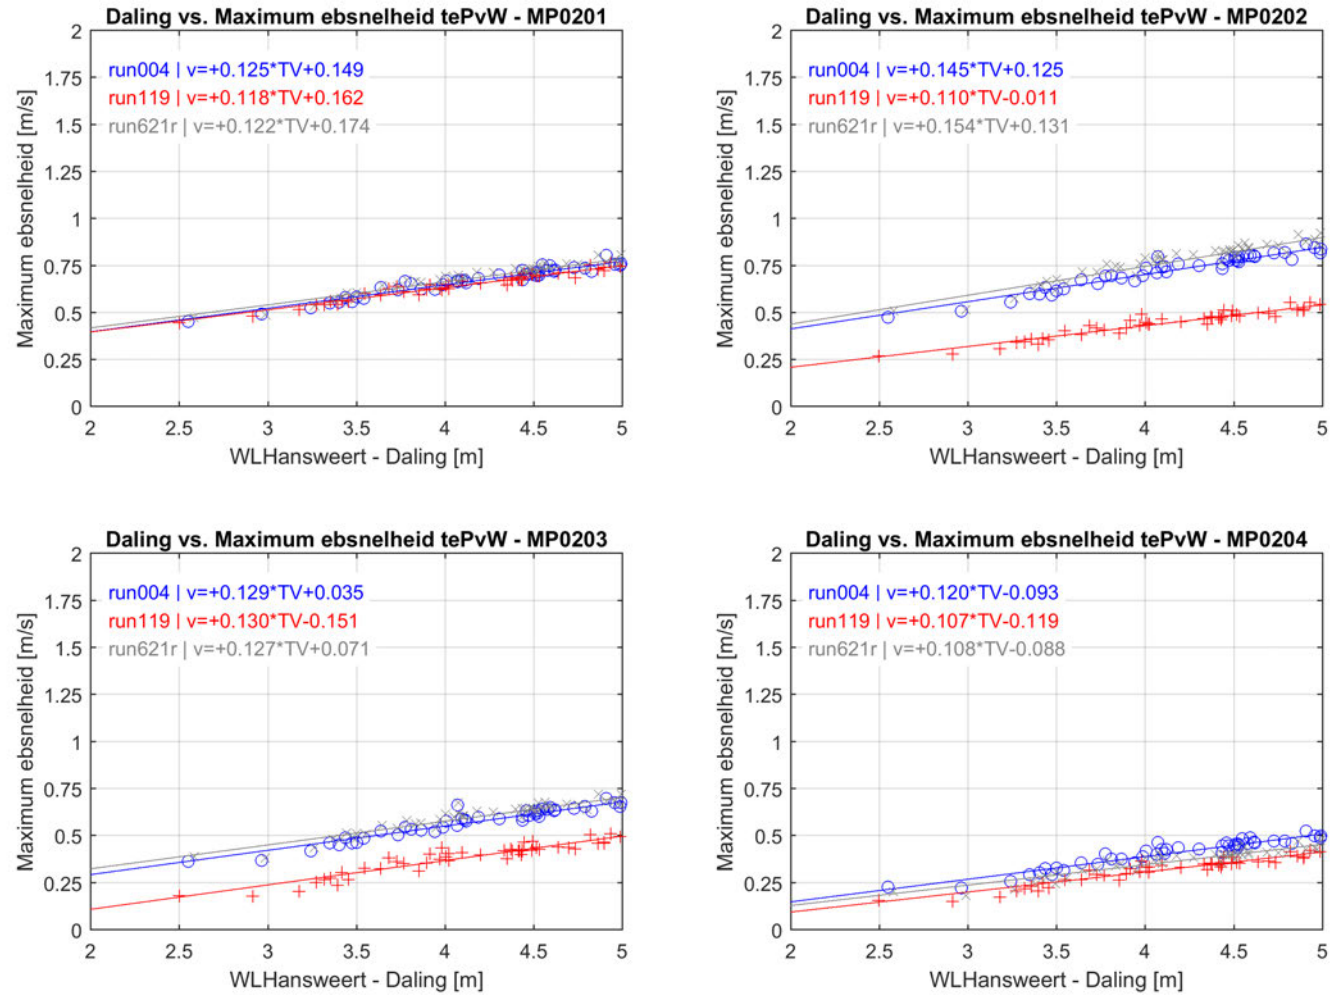 Daling vs. Maximum ebsnelheid tePvW - MP0201
2
1.75
1.5
1.25
1
0.75
0.5
0.25
0
Maximum ebsnelheid [m/s]
run004 | v=+0.125*TV+0.149
run119 | v=+0.118*TV+0.162
run621r | v=+0.122*TV+0.174
2 2.5 3 3.5 4 4.5 5
WLHansweert - Daling [m]
Daling vs. Maximum ebsnelheid tePvW - MP0202
2
1.75
1.5
1.25
1
0.75
0.5
0.25
0
Maximum ebsnelheid [m/s]
run004 | v=+0.145*TV+0.125
run119 | v=+0.110*TV-0.011
run621r | v=+0.154*TV+0.131
2 2.5 3 3.5 4 4.5 5
WLHansweert - Daling [m]
Daling vs. Maximum ebsnelheid tePvW - MP0203
2
1.75
1.5
1.25
1
0.75
0.5
0.25
0
Maximum ebsnelheid [m/s]
run004 | v=+0.129*TV+0.035
run119 | v=+0.130*TV-0.151
run621r | v=+0.127*TV+0.071
2 2.5 3 3.5 4 4.5 5
WLHansweert - Daling [m]
Daling vs. Maximum ebsnelheid tePvW - MP0204
2
1.75
1.5
1.25
1
0.75
0.5
0.25
0
Maximum ebsnelheid [m/s]
run004 | v=+0.120*TV-0.093
run119 | v=+0.107*TV-0.119
run621r | v=+0.108*TV-0.088
2 2.5 3 3.5 4 4.5 5
WLHansweert - Daling [m]